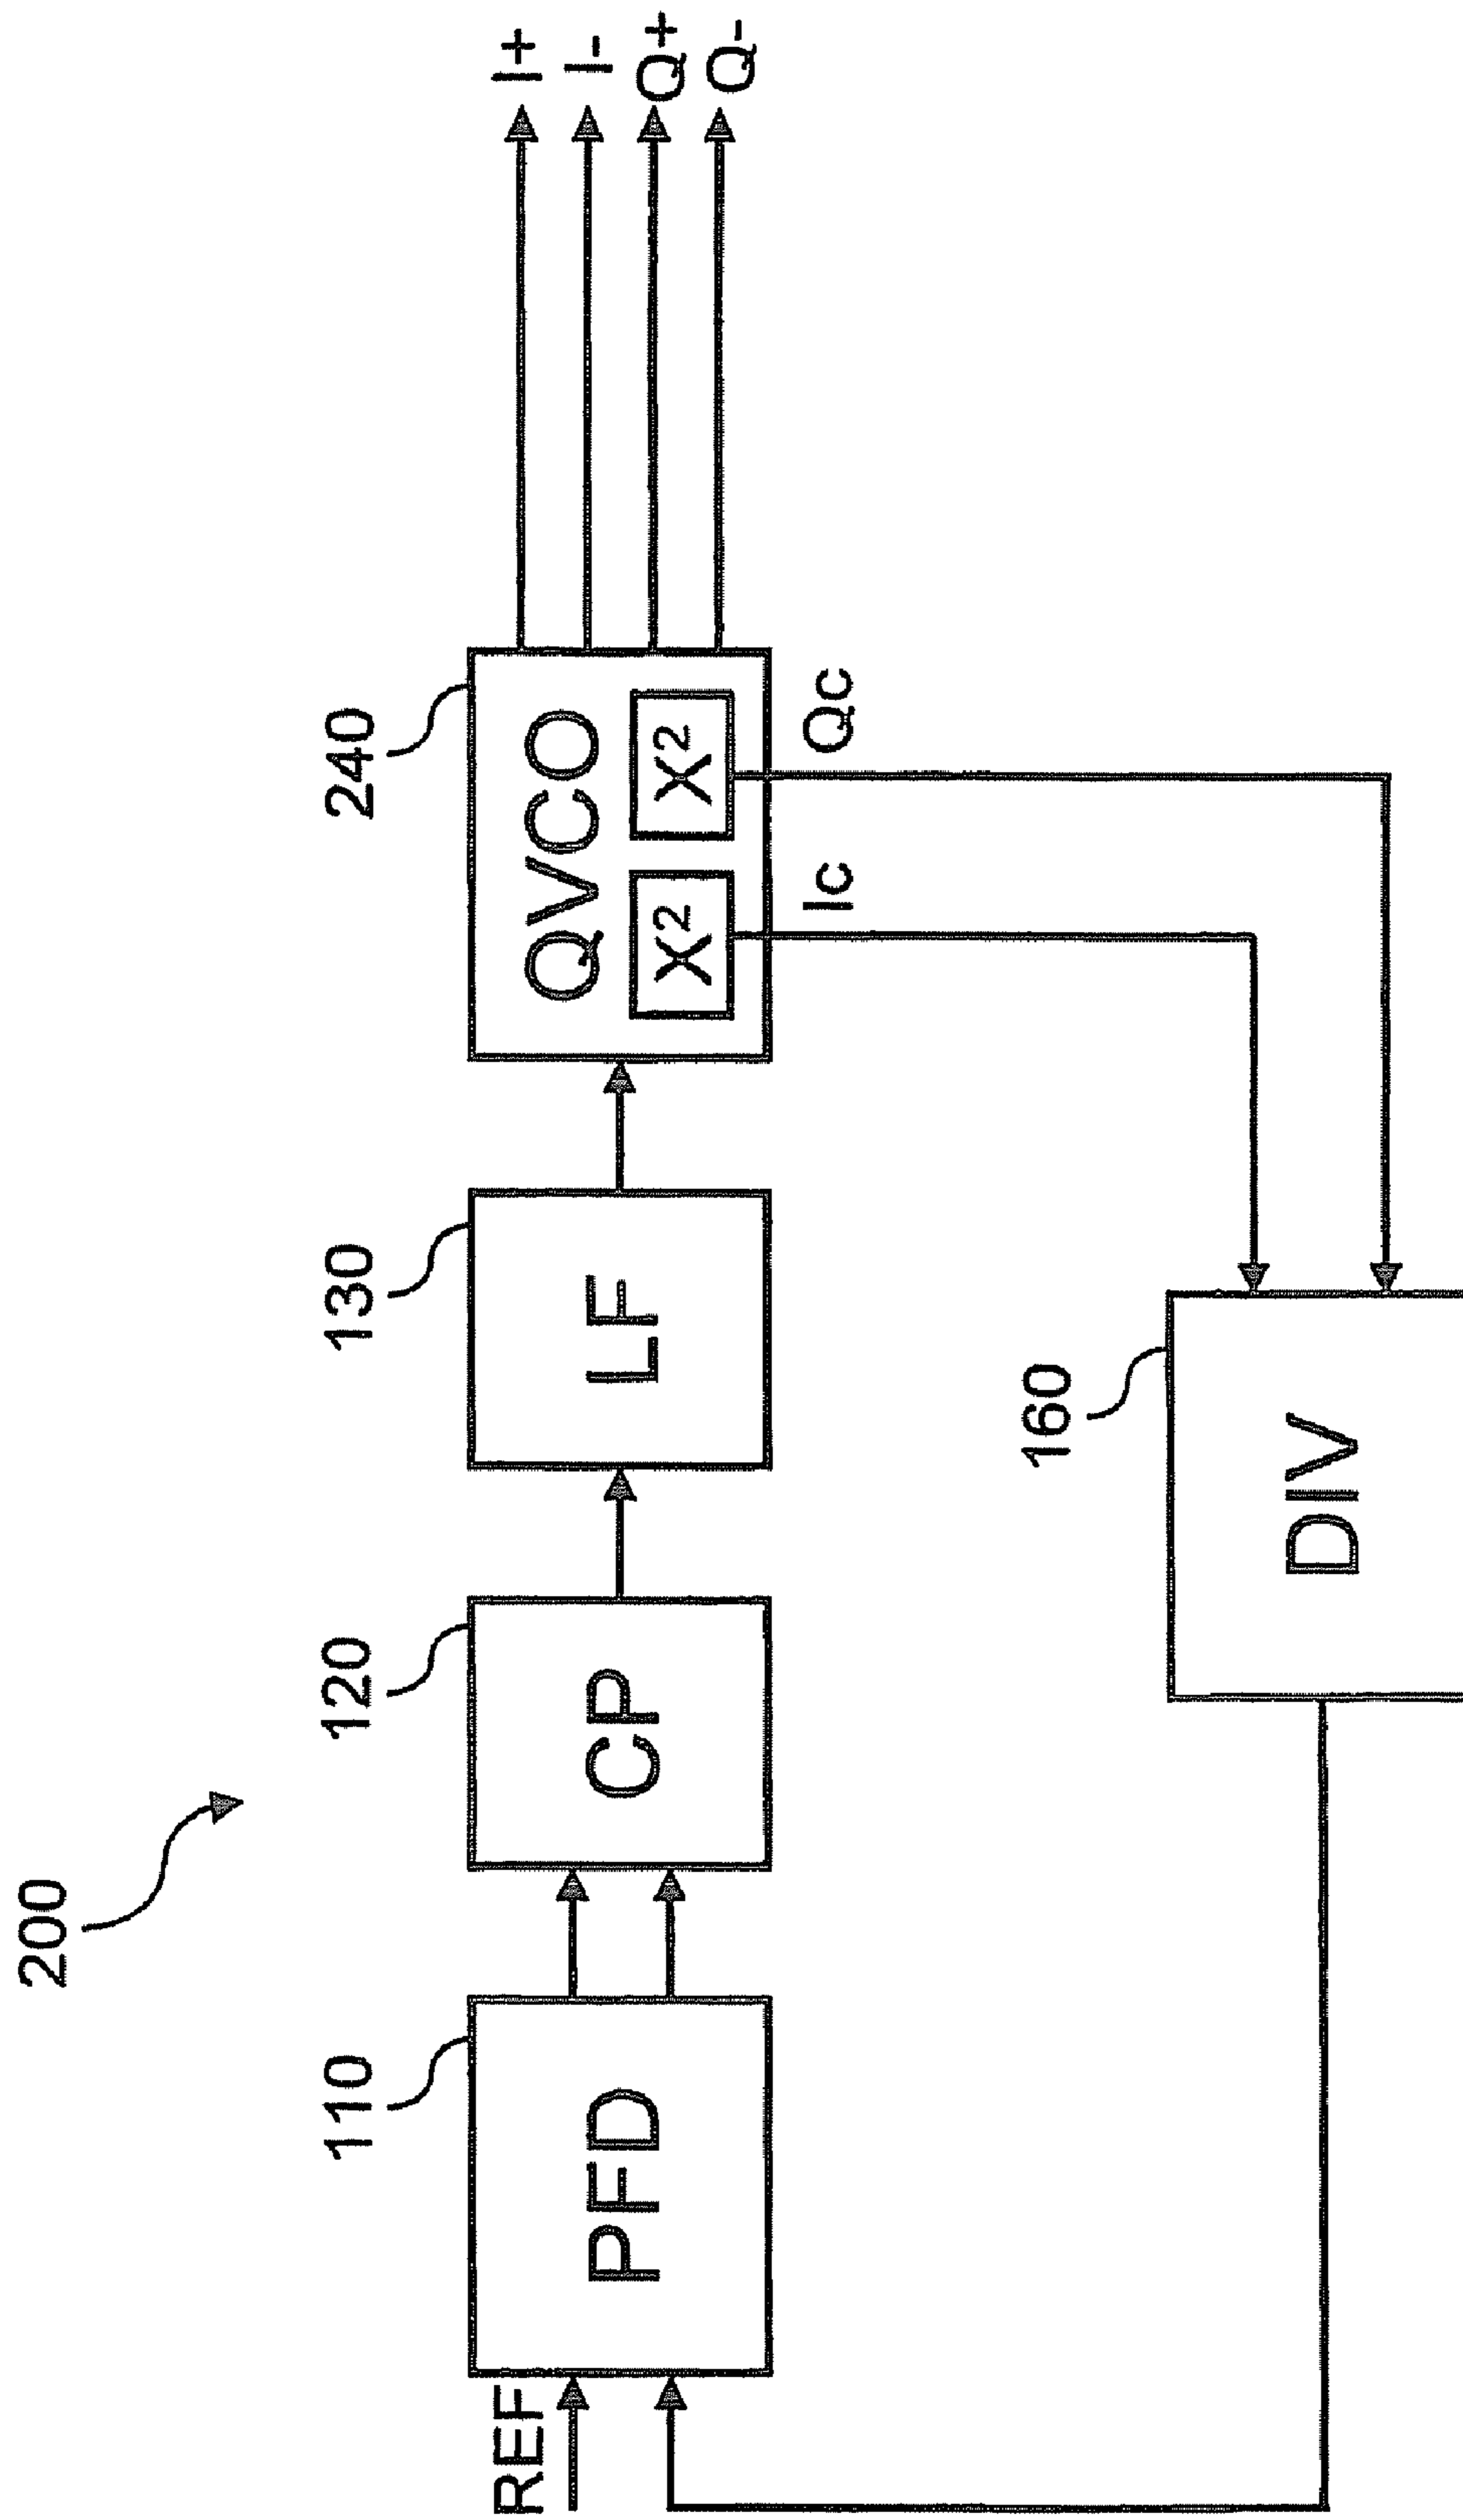 200
110
120
130
240
REF
PFD
CP
LF
QVCO
X²
X²
I+
I-
Q+
Q-
Ic
Qc
160
DIV